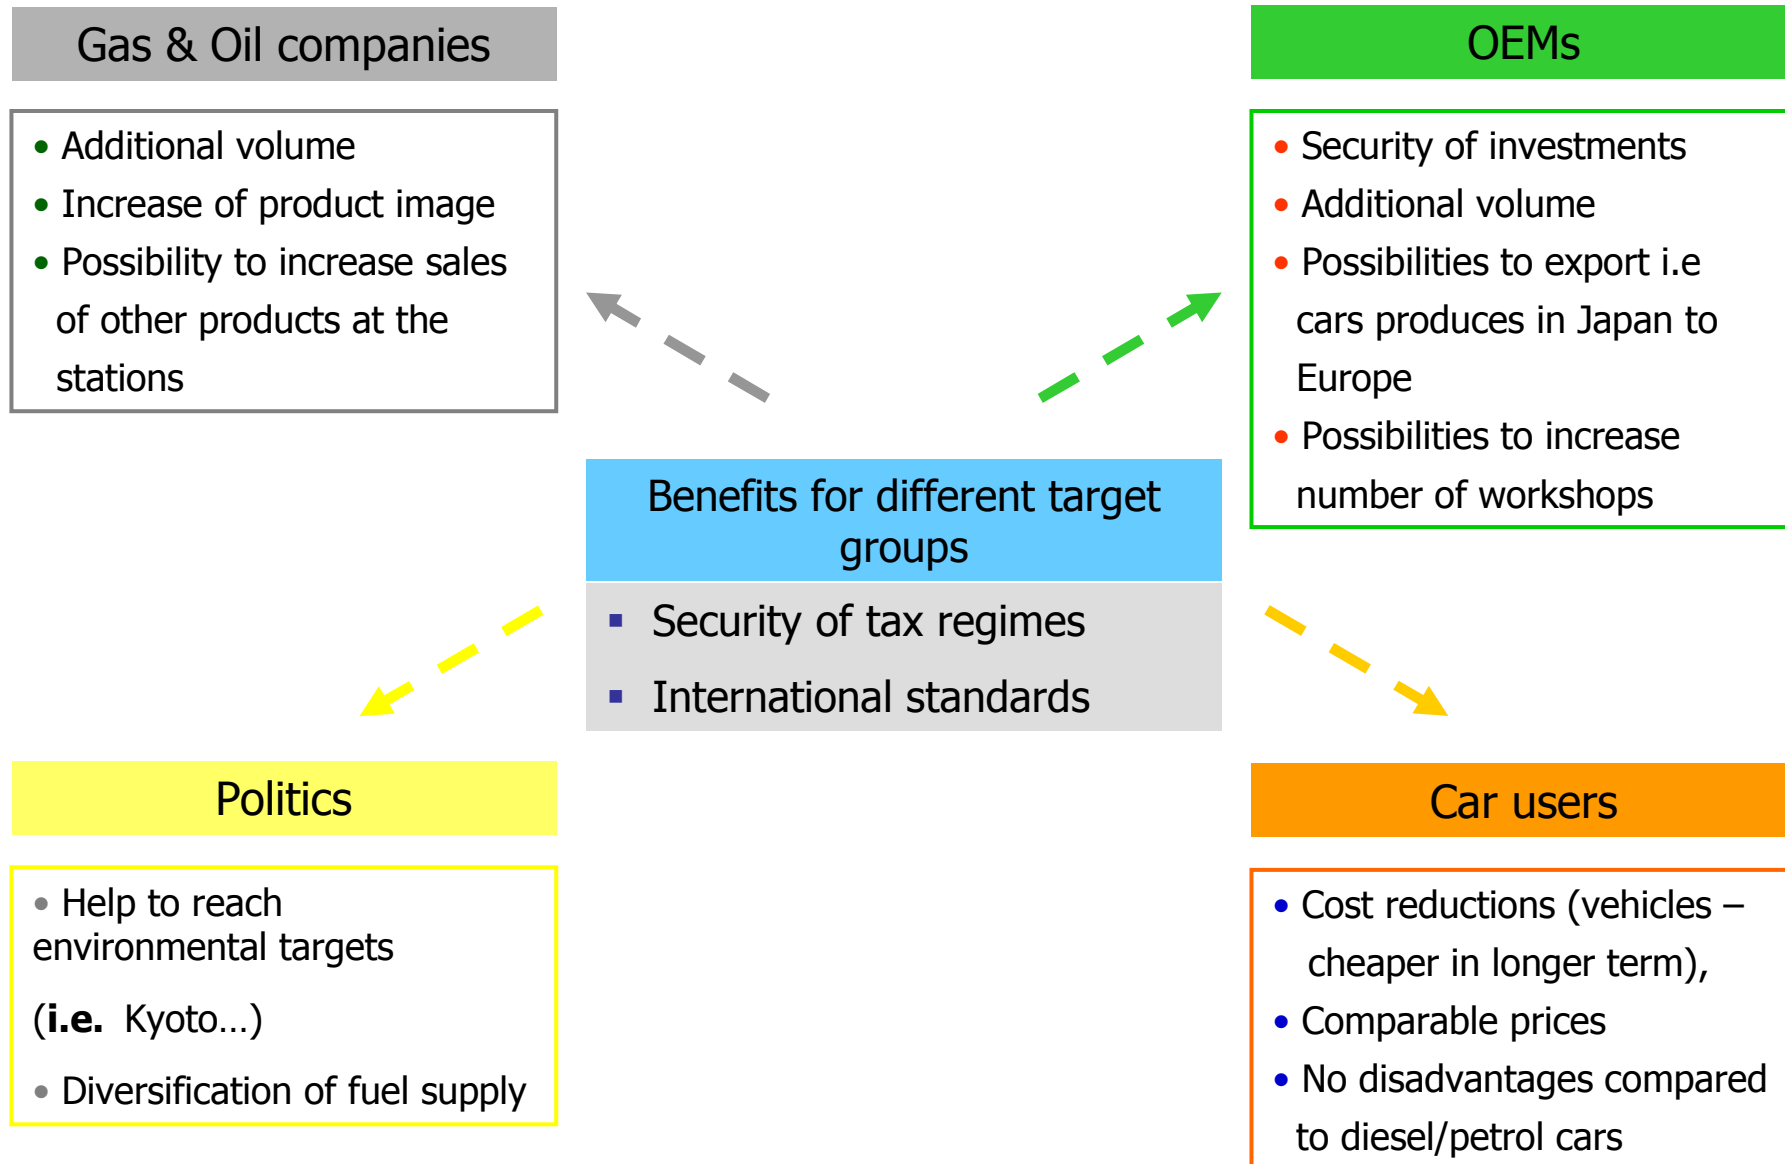 Gas & Oil companies
• Additional volume
• Increase of product image
• Possibility to increase sales
of other products at the
stations
OEMs
• Security of investments
• Additional volume
• Possibilities to export i.e
cars produces in Japan to
Europe
• Possibilities to increase
number of workshops
Benefits for different target
groups
▪ Security of tax regimes
▪ International standards
Politics
• Help to reach
environmental targets
(i.e. Kyoto...)
• Diversification of fuel supply
Car users
• Cost reductions (vehicles –
cheaper in longer term),
• Comparable prices
• No disadvantages compared
to diesel/petrol cars